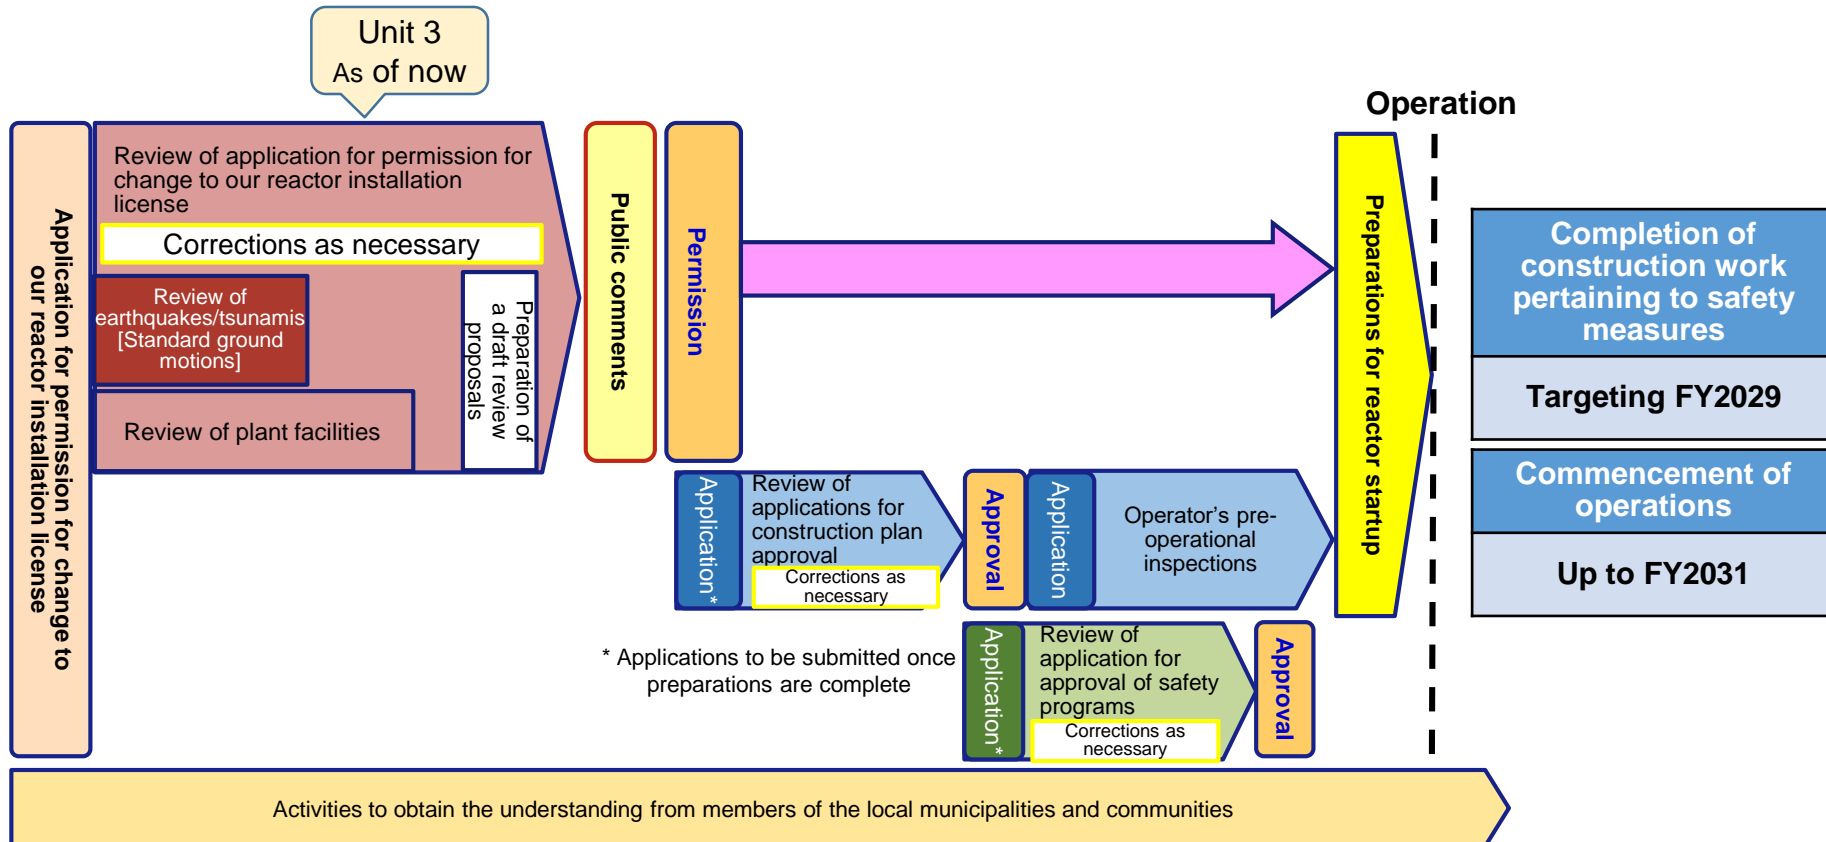 Unit 3
As of now
Operation
Application for permission for change to
our reactor installation license
Review of application for permission for
change to our reactor installation
license
Corrections as necessary
Review of
earthquakes/tsunamis
[Standard ground
motions]
Review of plant facilities
Preparation of
a draft review
proposals
Public comments
Permission
Preparations for reactor startup
Completion of
construction work
pertaining to safety
measures
Targeting FY2029
Commencement of
operations
Up to FY2031
Application*
Review of
applications for
construction plan
approval
Corrections as
necessary
Approval
Application
Operator's pre-
operational
inspections
* Applications to be submitted once
preparations are complete
Application*
Review of
application for
approval of safety
programs
Corrections as
necessary
Approval
Activities to obtain the understanding from members of the local municipalities and communities